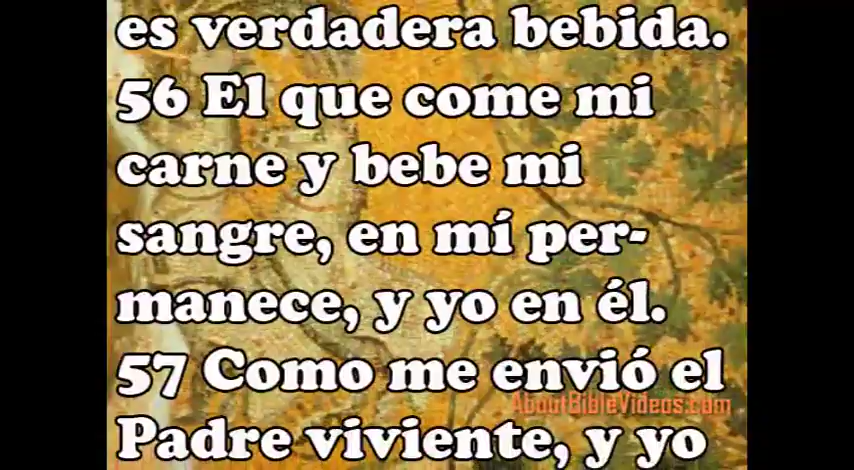 es verdadera bebida.
56 El que come mi
carne y bebe mi
sangre, en mí per-
manece, y yo en él.
57 Como me envió el
AboutBibleVideos.com
Padre viviente, y yo